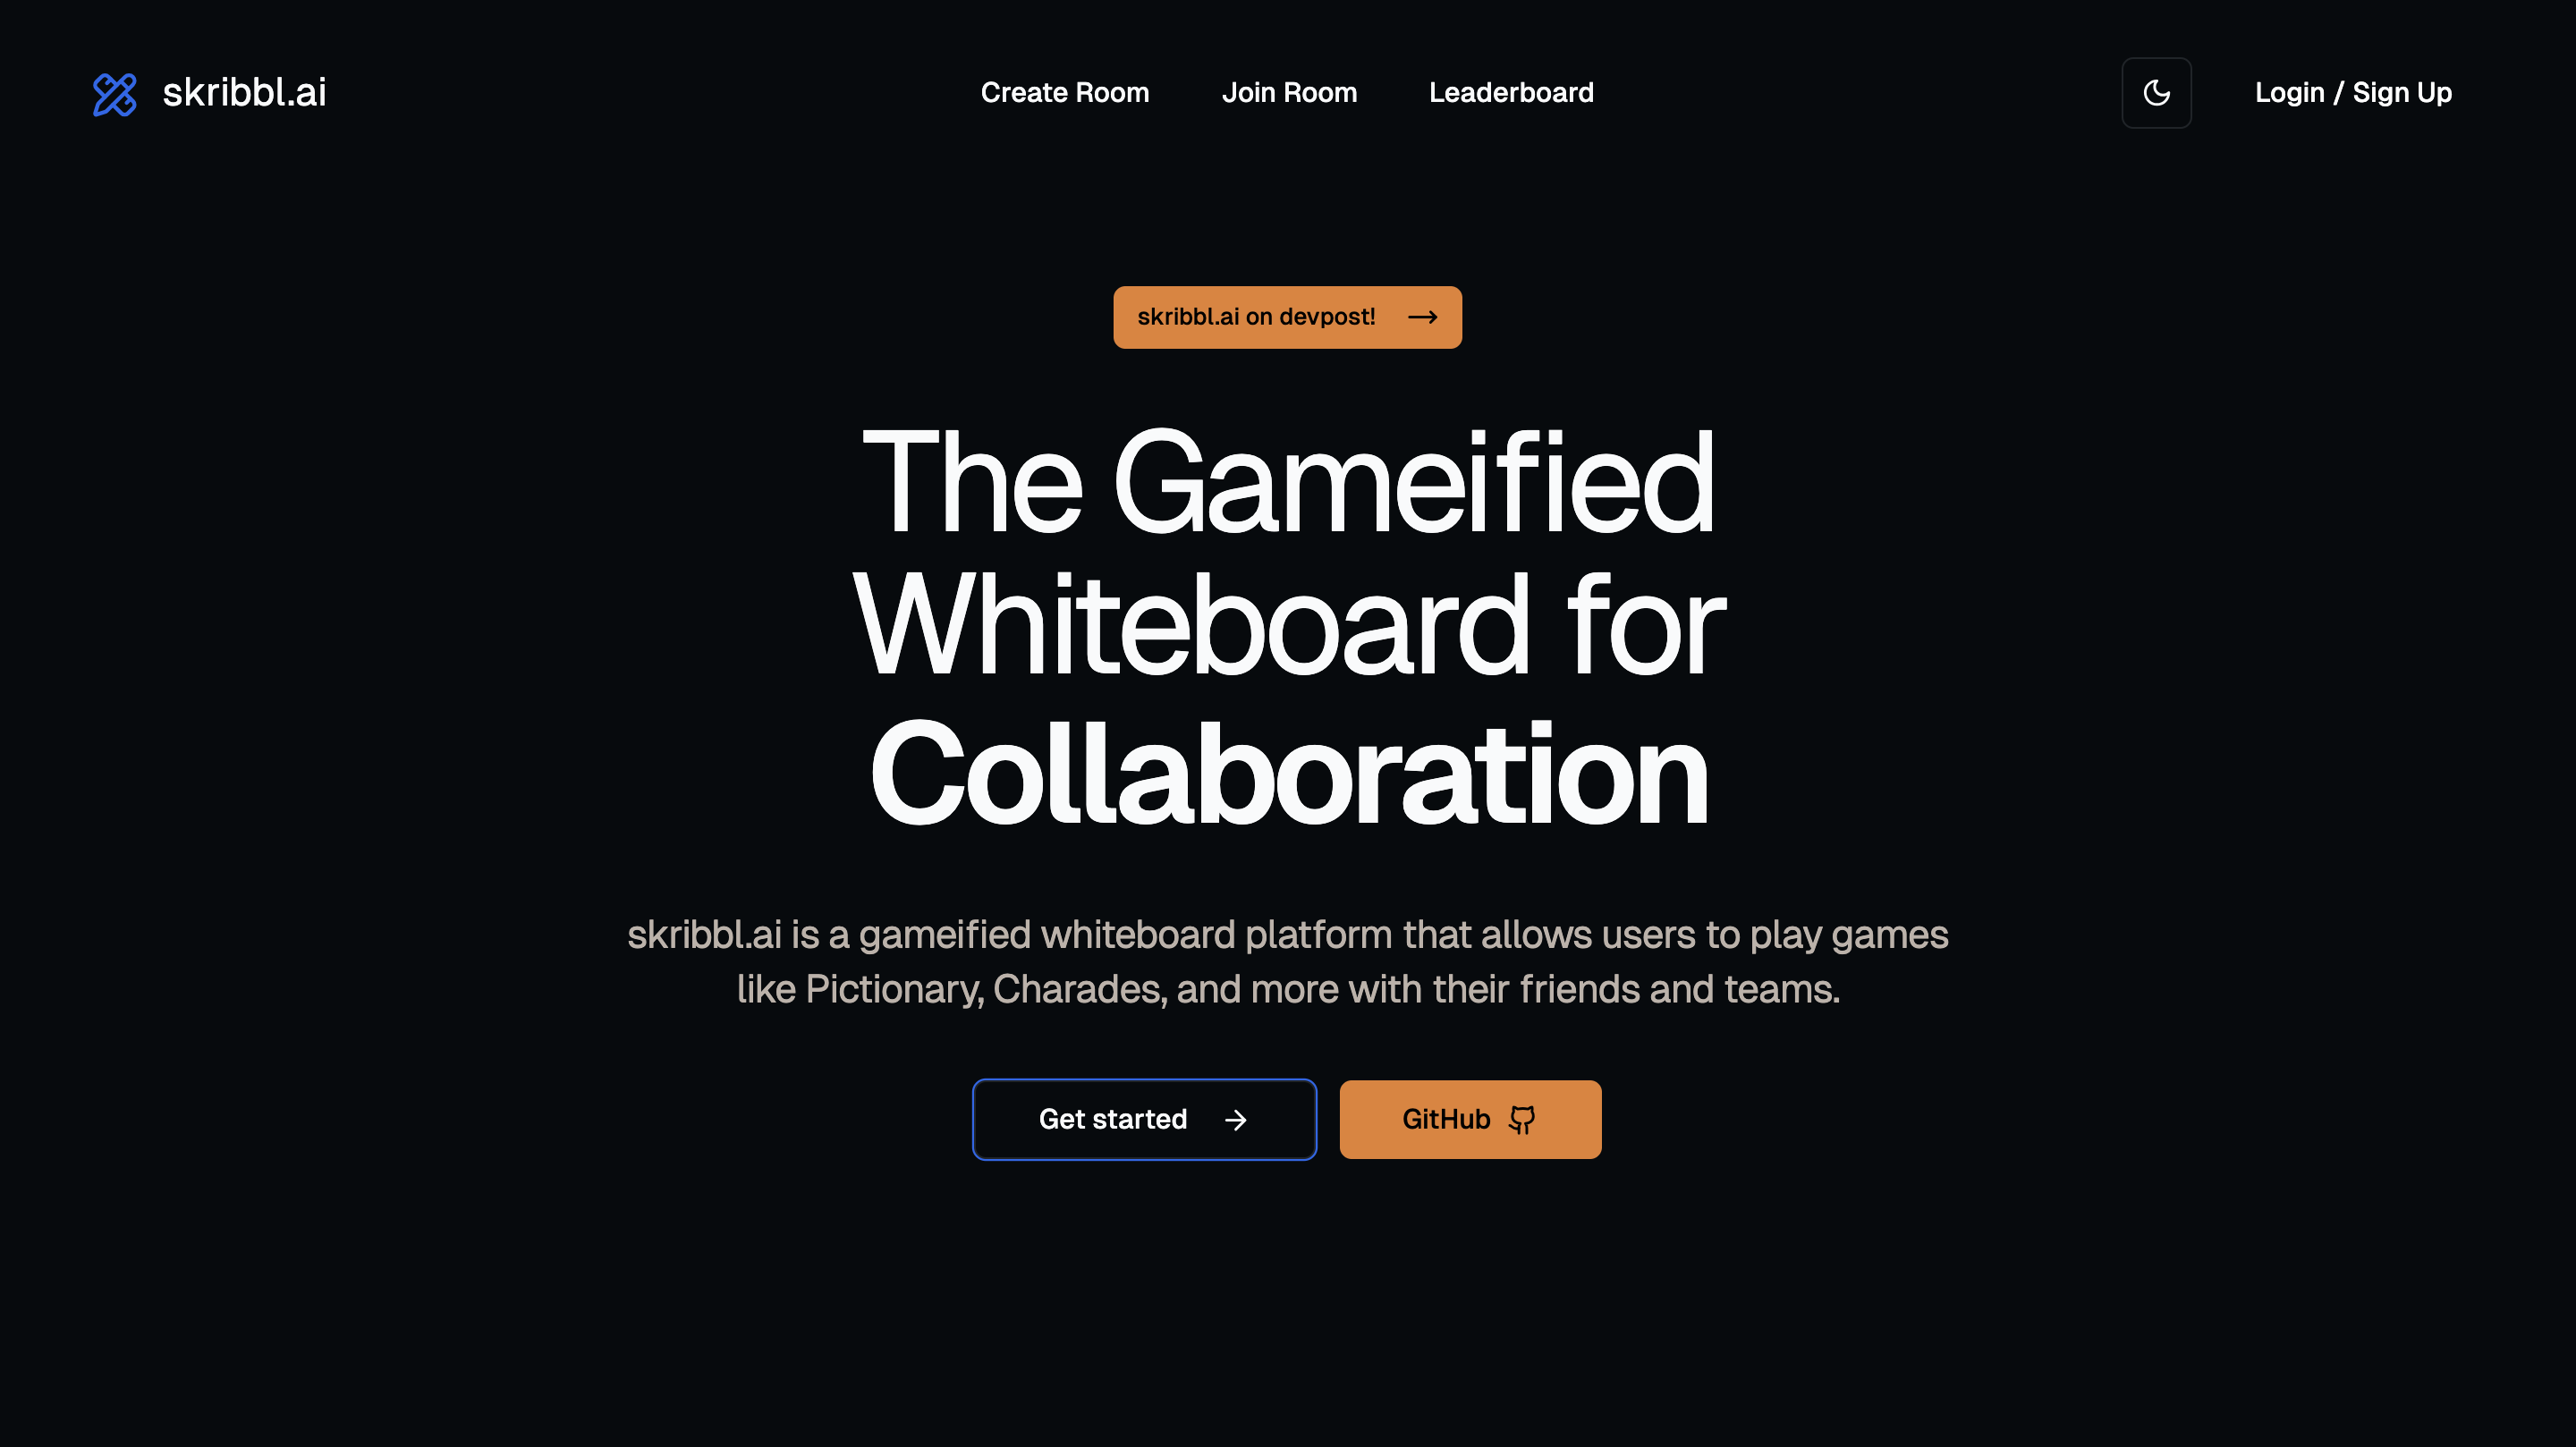 skribbl.ai
Create Room
Join Room
Leaderboard
Login / Sign Up
skribbl.ai on devpost!
The Gameified
Whiteboard for
Collaboration
skribbl.ai is a gameified whiteboard platform that allows users to play games
like Pictionary, Charades, and more with their friends and teams.
Get started
GitHub